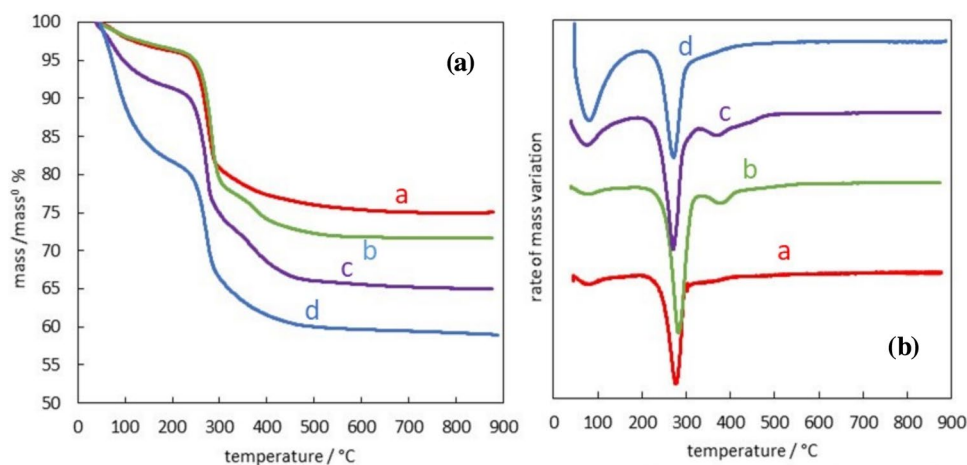 (a)
mass /mass⁰ %
100
95
90
85
80
75
70
65
60
55
50
a
b
c
d
0 100 200 300 400 500 600 700 800 900
temperature / °C
(b)
rate of mass variation
d
c
b
a
0 100 200 300 400 500 600 700 800 900
temperature / °C